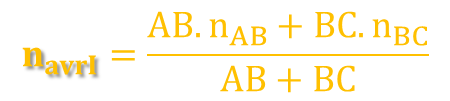 n_avrl = (AB. n_AB + BC. n_BC) / (AB + BC)